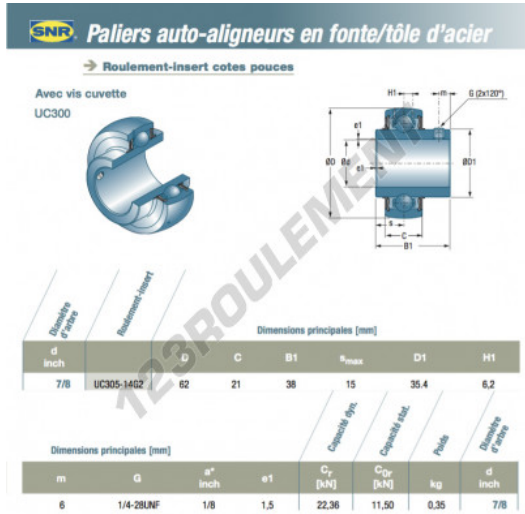 SNR Paliers auto-aligneurs en fonte/tôle d'acier
Roulement-insert cotes pouces
Avec vis cuvette
UC300
H1 m G (2x120°)
e1
ØD Ød ØD1
s
C
B1
Diamètre d'arbre Roulement-insert Dimensions principales [mm]
d inch D C B1 smax D1 H1
7/8 UC305-14G2 62 21 38 15 35.4 6,2
Dimensions principales [mm] Capacité dyn. Capacité stat. Poids Diamètre d'arbre
m G a* inch e1 Cr [kN] C0r [kN] kg d inch
6 1/4-28UNF 1/8 1,5 22,36 11,50 0,35 7/8
123ROULEMENT